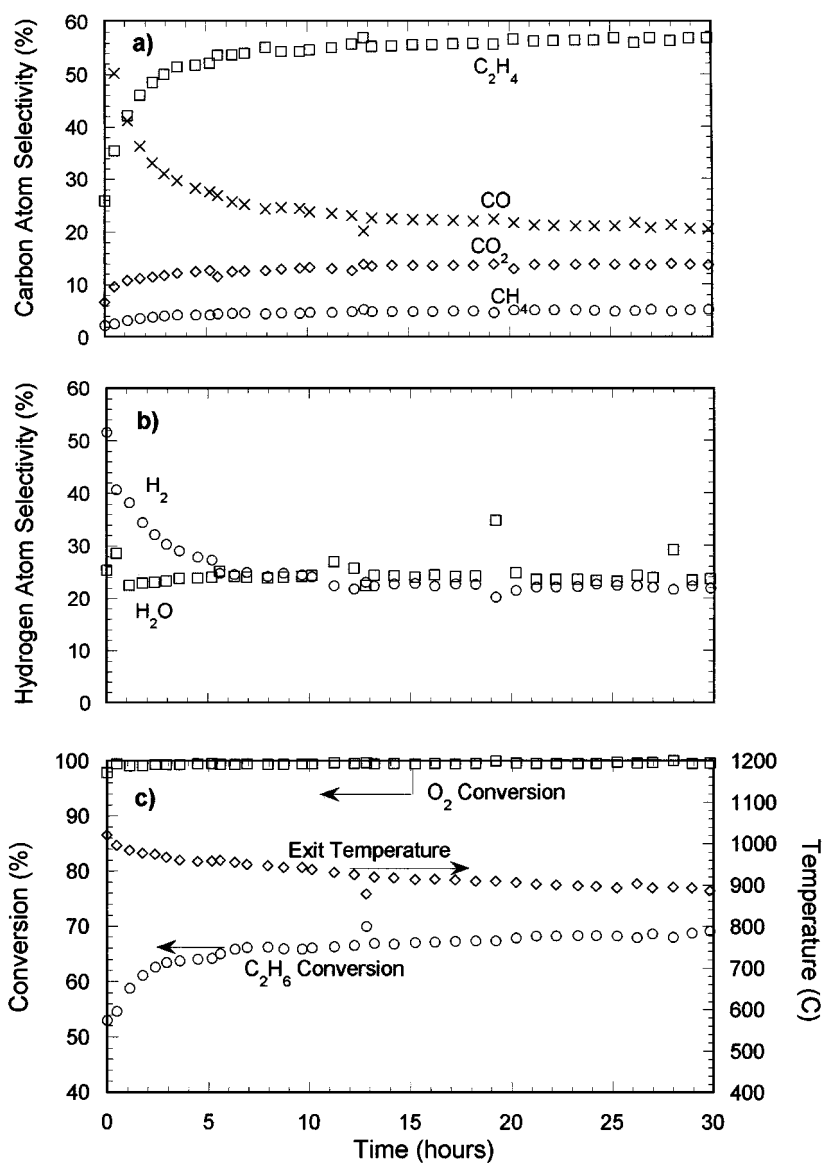 60
a)
50
C₂H₄
40
30
CO
20
CO₂
10
CH₄
0
Carbon Atom Selectivity (%)
60
b)
50
H₂
40
30
20
H₂O
10
0
Hydrogen Atom Selectivity (%)
100 1200
c) O₂ Conversion
90 1100
1000
Exit Temperature
80 900
70 800
C₂H₆ Conversion
700
60
600
50
500
40 400
Conversion (%)
Temperature (C)
0 5 10 15 20 25 30
Time (hours)